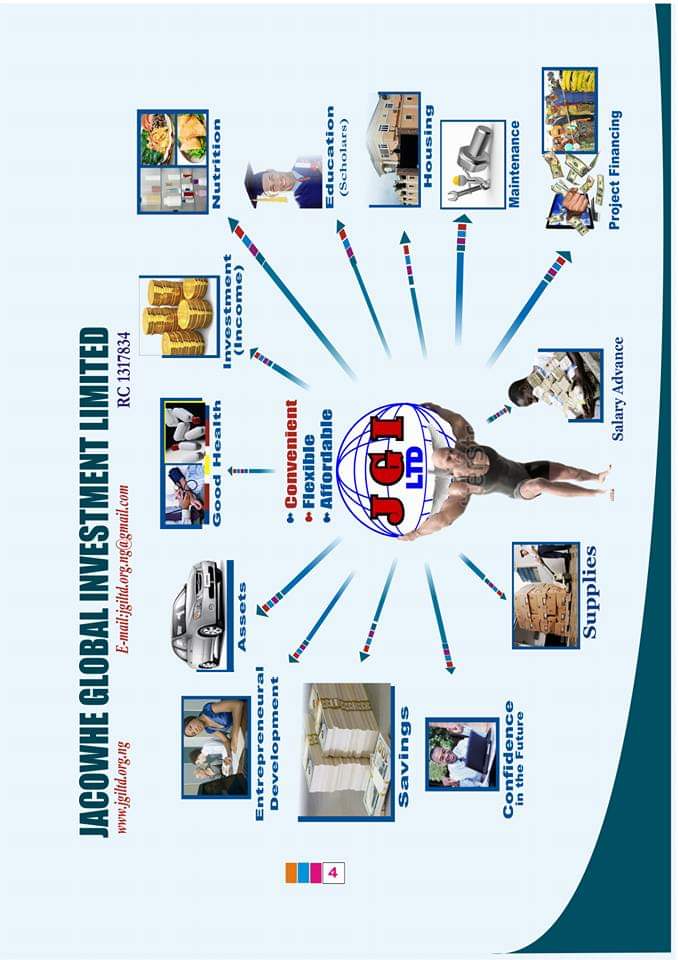 JACOWHE GLOBAL INVESTMENT LIMITED
www.jgiltd.org.ng
E-mail:jgiltd.org.ng@gmail.com
RC 1317834
Entrepreneural
Development
Assets
Good Health
Investment
(Income)
Nutrition
Convenient
Flexible
Affordable
Education
(Scholars)
Savings
JGI
LTD
Housing
Confidence
in the Future
Maintenance
Supplies
Salary Advance
Project Financing
4